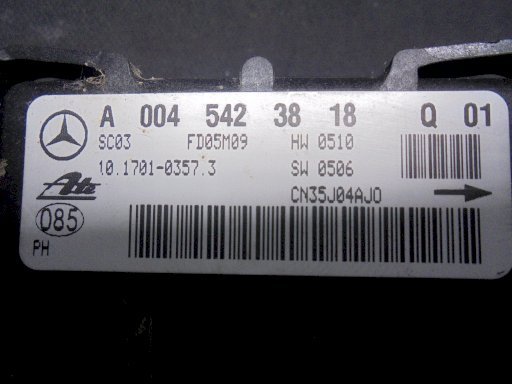 A 004 542 38 18 Q 01
SC03 FD05M09 HW 0510
10.1701-0357.3 SW 0506
Ate CN35J04AJ0
085
PH